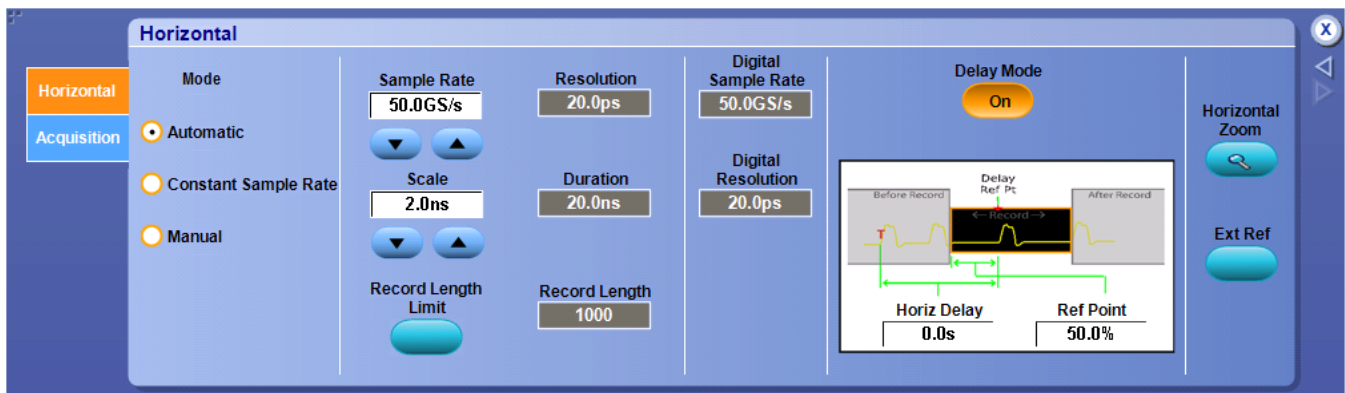 Horizontal
X
Horizontal
Acquisition
Mode
Automatic
Constant Sample Rate
Manual
Sample Rate
50.0GS/s
Scale
2.0ns
Record Length
Limit
Resolution
20.0ps
Duration
20.0ns
Record Length
1000
Digital
Sample Rate
50.0GS/s
Digital
Resolution
20.0ps
Delay Mode
On
Delay
Ref Pt
Before Record
Record
After Record
T
Horiz Delay
0.0s
Ref Point
50.0%
Horizontal
Zoom
Ext Ref